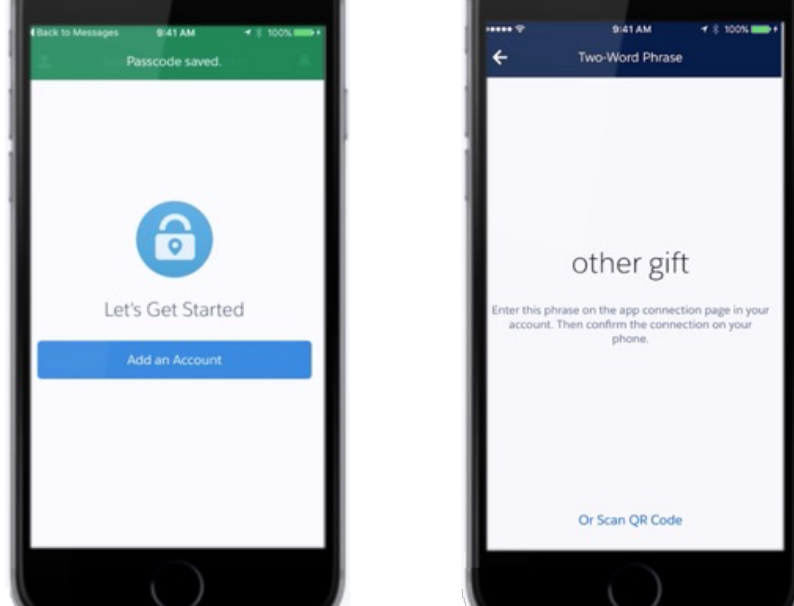 Back to Messages 9:41 AM 100%
Passcode saved.
Let's Get Started
Add an Account
9:41 AM 100%
Two-Word Phrase
other gift
Enter this phrase on the app connection page in your
account. Then confirm the connection on your
phone.
Or Scan QR Code